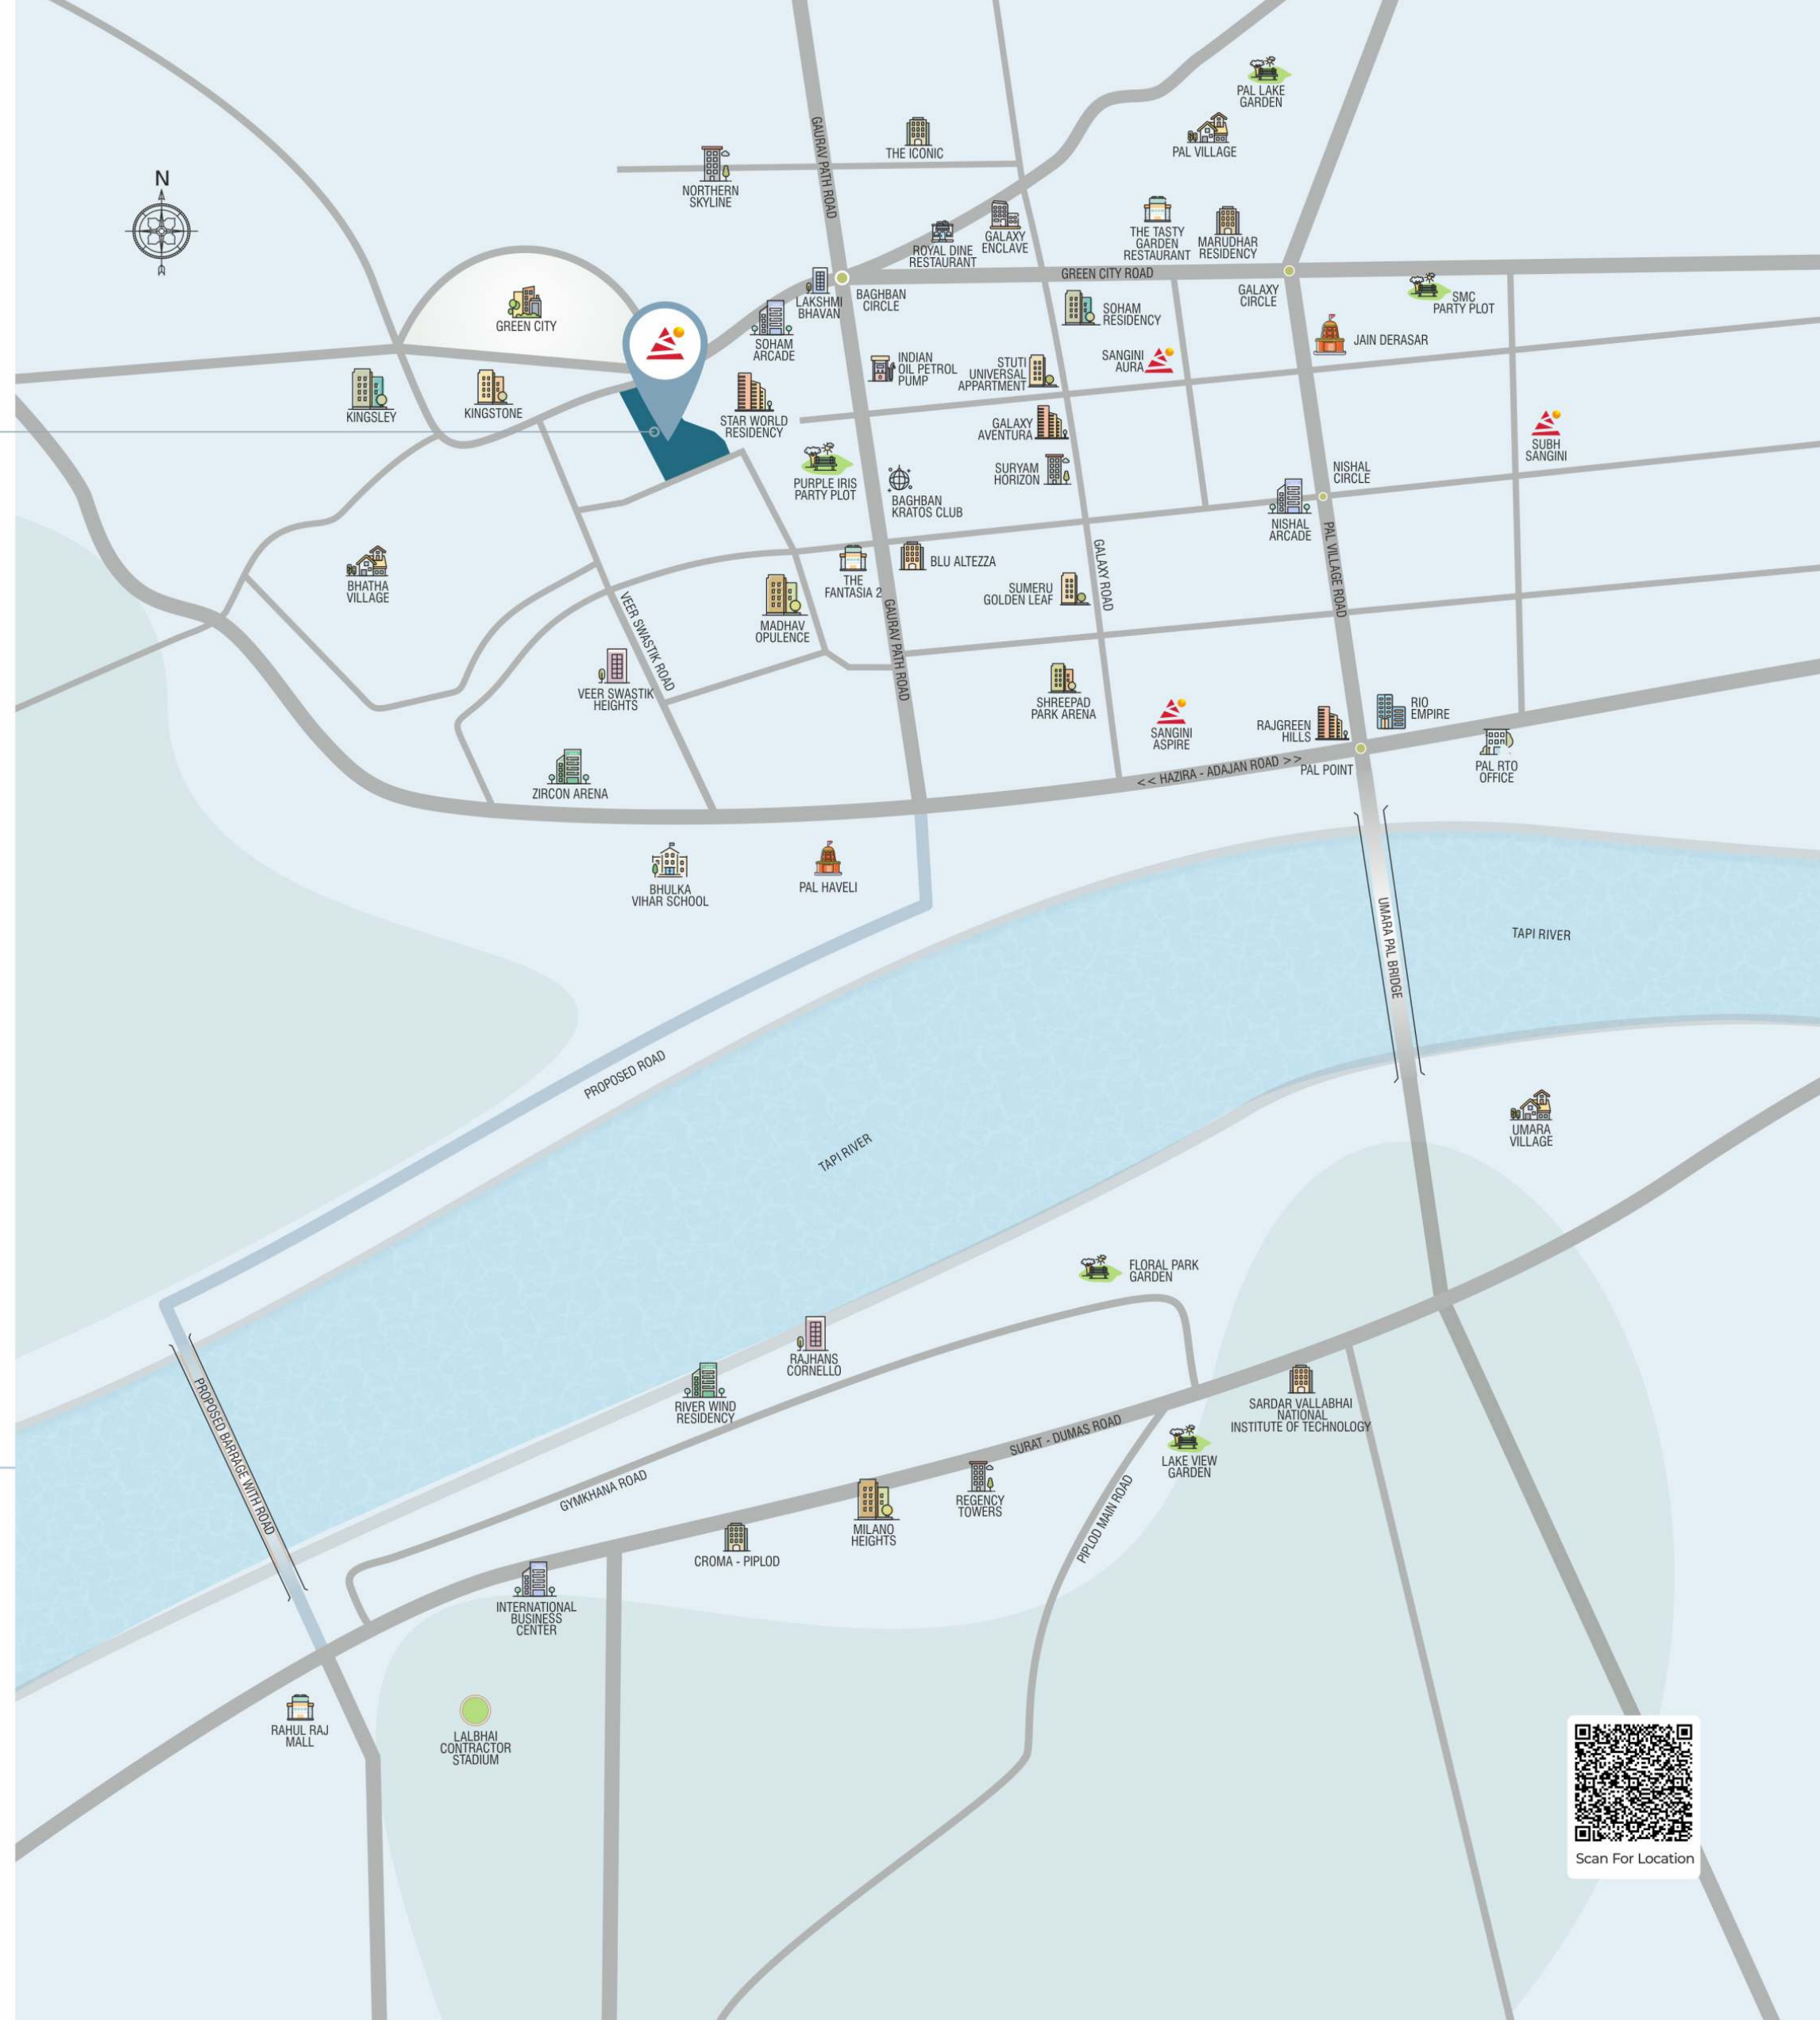 N
PAL LAKE
GARDEN
PAL VILLAGE
GAURAV PATH ROAD
THE ICONIC
NORTHERN
SKYLINE
ROYAL DINE
RESTAURANT
GALAXY
ENCLAVE
THE TASTY
GARDEN
RESTAURANT
MARUDHAR
RESIDENCY
GREEN CITY ROAD
GREEN CITY
LAKSHMI
BHAVAN
BAGHBAN
CIRCLE
GALAXY
CIRCLE
SMC
PARTY PLOT
SOHAM
ARCADE
SOHAM
RESIDENCY
JAIN DERASAR
INDIAN
OIL PETROL
PUMP
STUTI
UNIVERSAL
APPARTMENT
SANGINI
AURA
KINGSLEY
KINGSTONE
STAR WORLD
RESIDENCY
GALAXY
AVENTURA
SUBH
SANGINI
PURPLE IRIS
PARTY PLOT
BAGHBAN
KRATOS CLUB
SURYAM
HORIZON
NISHAL
CIRCLE
NISHAL
ARCADE
PAL VILLAGE ROAD
BHATHA
VILLAGE
THE
FANTASIA 2
BLU ALTEZZA
SUMERU
GOLDEN LEAF
GALAXY ROAD
MADHAV
OPULENCE
VEER SWASTIK ROAD
GAURAV PATH ROAD
VEER SWASTIK
HEIGHTS
SHREEPAD
PARK ARENA
SANGINI
ASPIRE
RAJGREEN
HILLS
RIO
EMPIRE
PAL RTO
OFFICE
<< HAZIRA - ADAJAN ROAD >>
PAL POINT
ZIRCON ARENA
BHULKA
VIHAR SCHOOL
PAL HAVELI
UMARA PAL BRIDGE
TAPI RIVER
PROPOSED ROAD
TAPI RIVER
UMARA
VILLAGE
FLORAL PARK
GARDEN
RAJHANS
CORNELLO
RIVER WIND
RESIDENCY
PROPOSED BARRAGE WITH ROAD
SARDAR VALLABHAI
NATIONAL
INSTITUTE OF TECHNOLOGY
SURAT - DUMAS ROAD
LAKE VIEW
GARDEN
GYMKHANA ROAD
REGENCY
TOWERS
PIPLOD MAIN ROAD
MILANO
HEIGHTS
CROMA - PIPLOD
INTERNATIONAL
BUSINESS
CENTER
RAHUL RAJ
MALL
LALBHAI
CONTRACTOR
STADIUM
Scan For Location